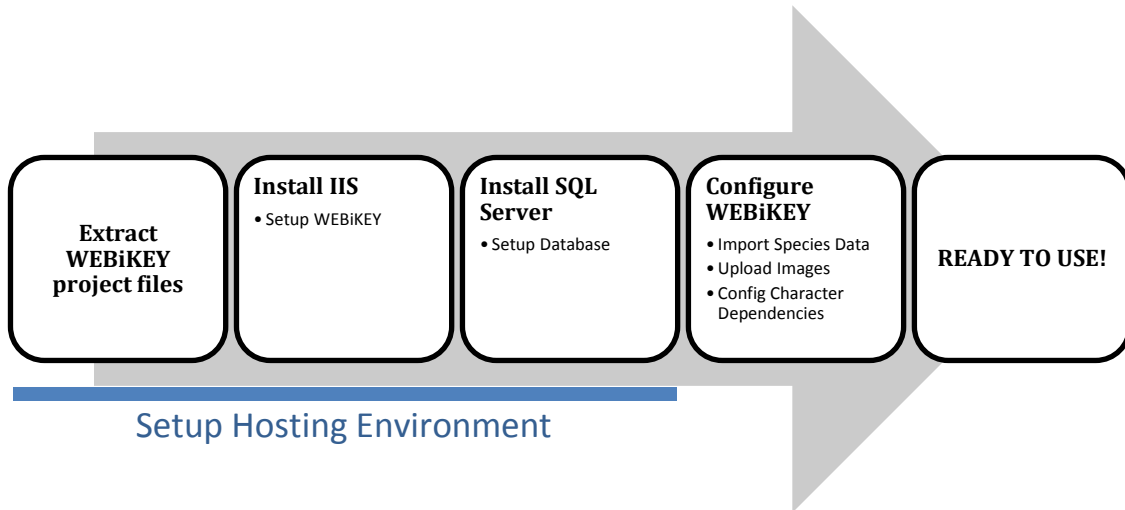 Extract
WEBiKEY
project files
Install IIS
• Setup WEBiKEY
Install SQL
Server
• Setup Database
Configure
WEBiKEY
• Import Species Data
• Upload Images
• Config Character
Dependencies
READY TO USE!
Setup Hosting Environment